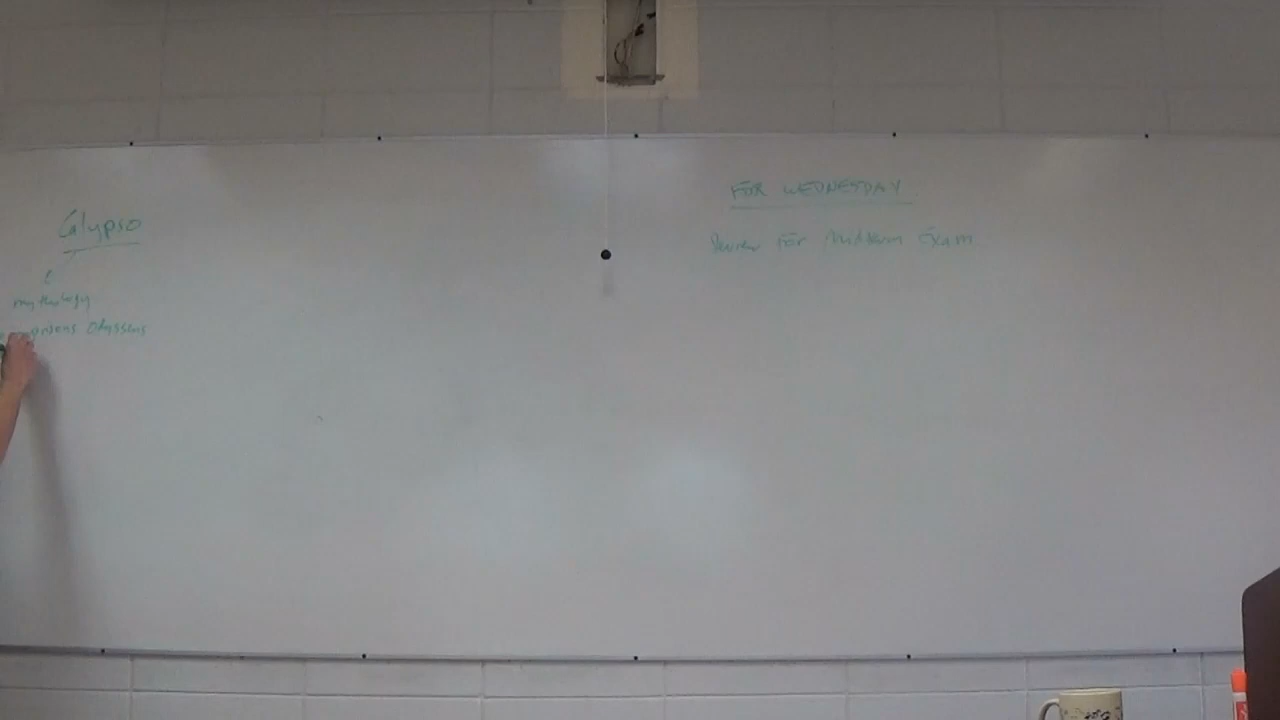 Calypso
mythology
Odysseus
FOR WEDNESDAY
Review For Midterm Exam